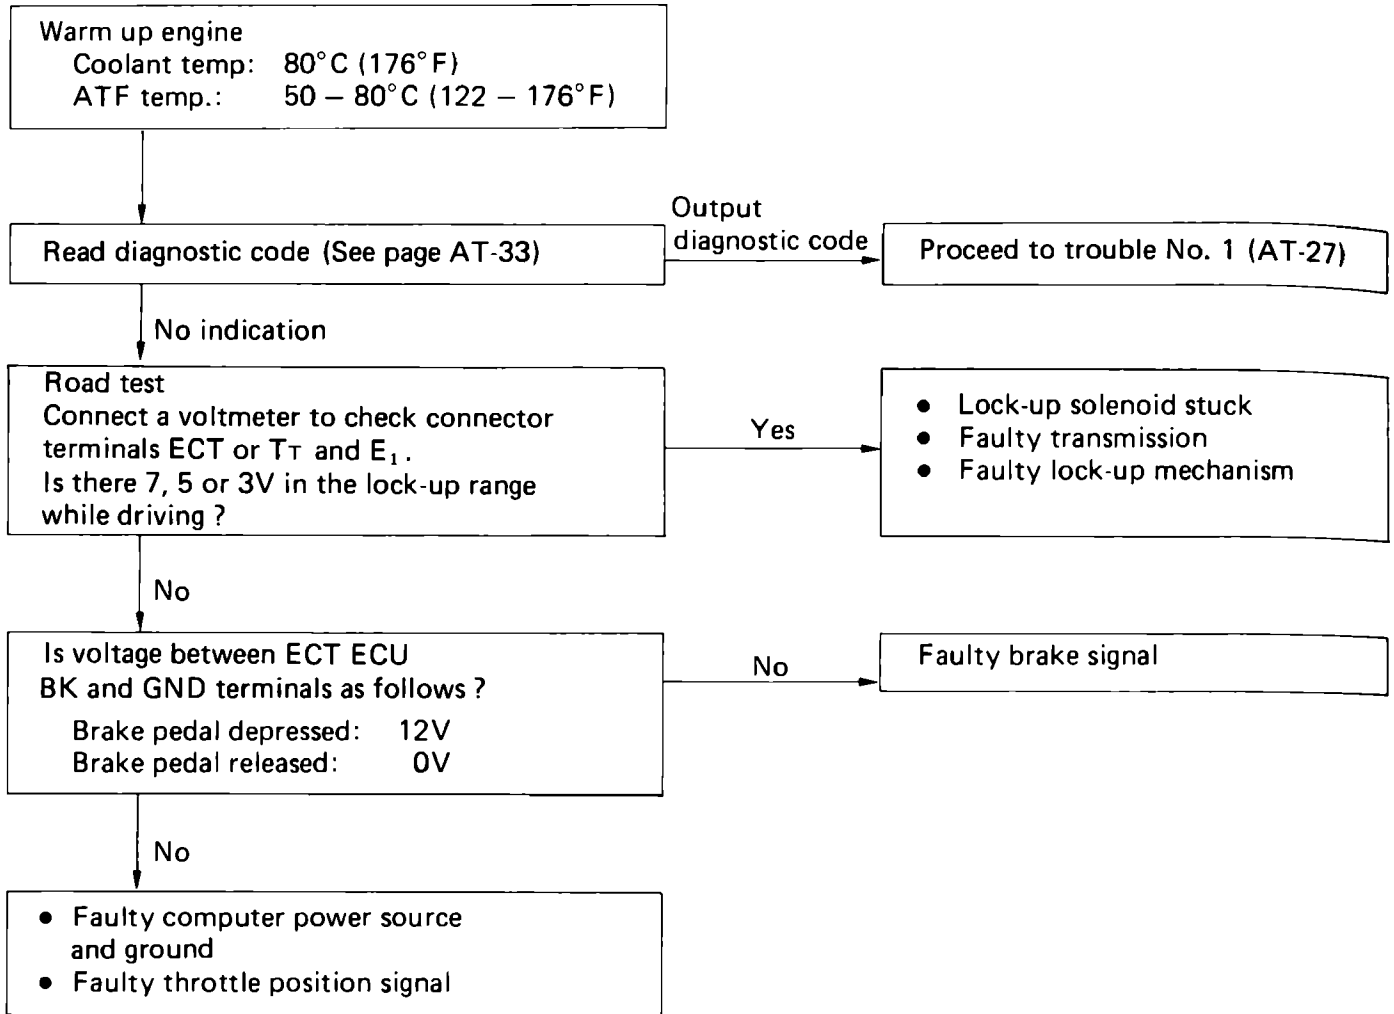 Warm up engine
Coolant temp: 80°C (176°F)
ATF temp.: 50 – 80°C (122 – 176°F)
Read diagnostic code (See page AT-33)
Output
diagnostic code
Proceed to trouble No. 1 (AT-27)
No indication
Road test
Connect a voltmeter to check connector
terminals ECT or TT and E₁.
Is there 7, 5 or 3V in the lock-up range
while driving ?
Yes
• Lock-up solenoid stuck
• Faulty transmission
• Faulty lock-up mechanism
No
Is voltage between ECT ECU
BK and GND terminals as follows ?
Brake pedal depressed: 12V
Brake pedal released: 0V
No
Faulty brake signal
No
• Faulty computer power source
and ground
• Faulty throttle position signal